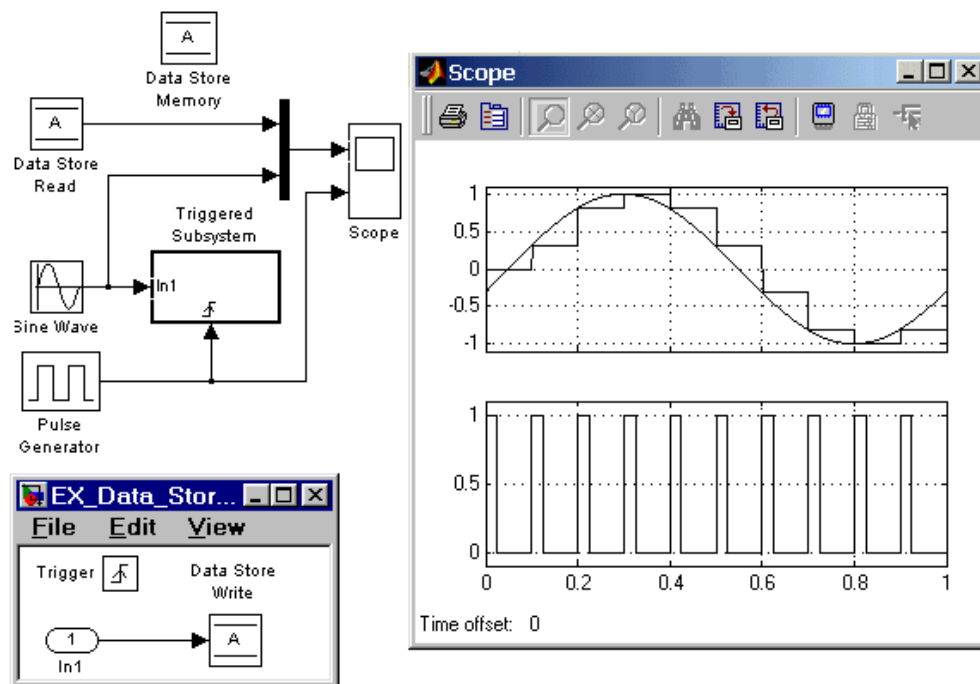 A
Data Store
Memory
A
Data Store
Read
Triggered
Subsystem
Scope
In1
Sine Wave
Pulse
Generator
EX_Data_Stor...
File Edit View
Trigger
Data Store
Write
1
A
In1
Scope
1
0.5
0
-0.5
-1
1
0.5
0
0 0.2 0.4 0.6 0.8 1
Time offset: 0